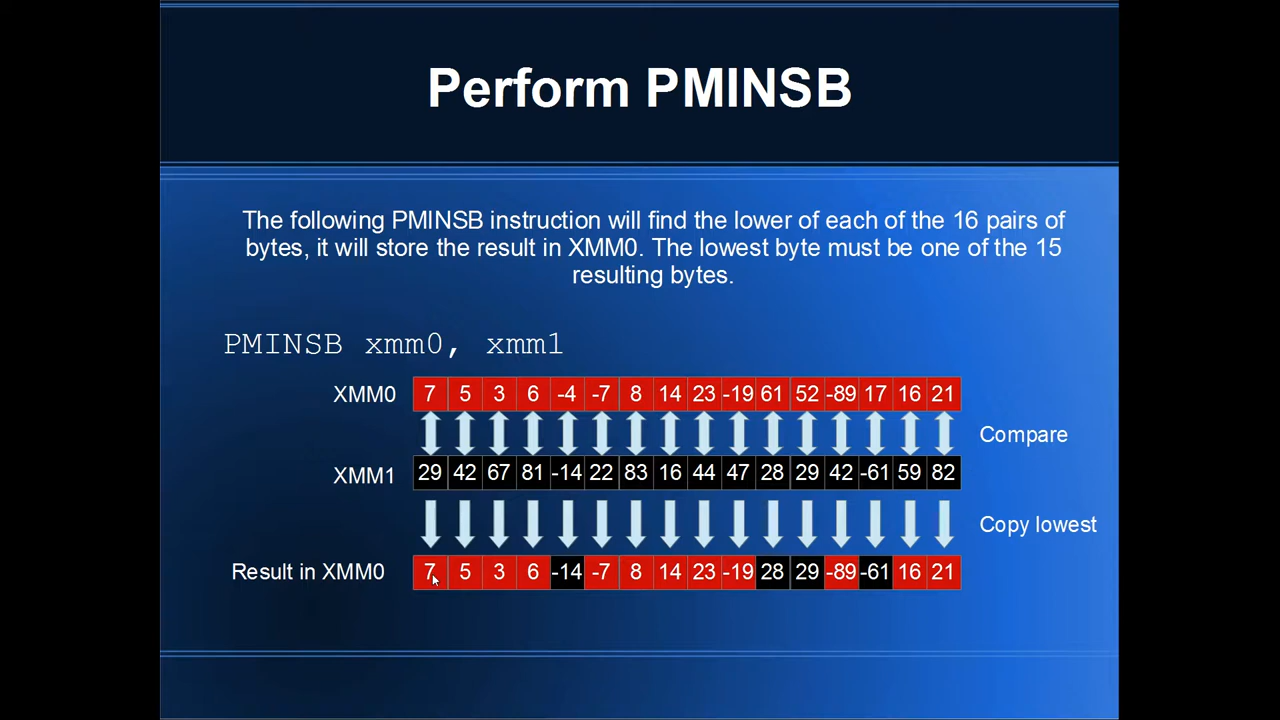 Perform PMINSB
The following PMINSB instruction will find the lower of each of the 16 pairs of
bytes, it will store the result in XMM0. The lowest byte must be one of the 15
resulting bytes.
PMINSB xmm0, xmm1
XMM0 7 5 3 6 -4 -7 8 14 23 -19 61 52 -89 17 16 21
Compare
XMM1 29 42 67 81 -14 22 83 16 44 47 28 29 42 -61 59 82
Copy lowest
Result in XMM0 7 5 3 6 -14 -7 8 14 23 -19 28 29 -89 -61 16 21